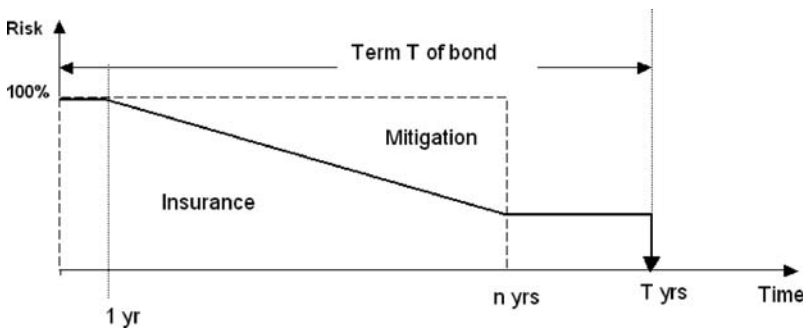 Risk
Term T of bond
100%
Mitigation
Insurance
n yrs
T yrs
Time
1 yr